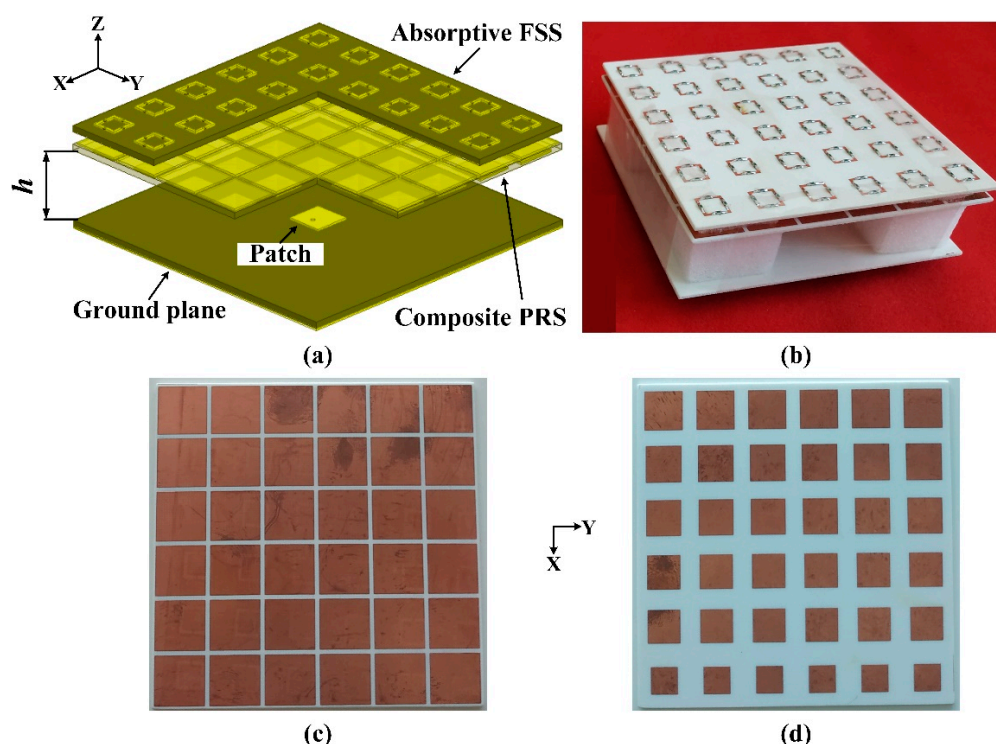 Z
X
Y
Absorptive FSS
h
Patch
Ground plane
Composite PRS
(a)
(b)
Y
X
(c)
(d)